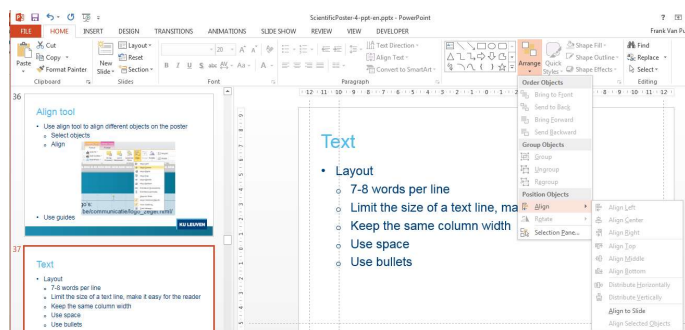 ScientificPoster-4-ppt-en.pptx - PowerPoint
FILE HOME INSERT DESIGN TRANSITIONS ANIMATIONS SLIDE SHOW REVIEW VIEW DEVELOPER
Frank Van Pu
Paste
Cut
Copy
Format Painter
Clipboard
New Slide
Layout
Reset
Section
Slides
20
B I U S abc AV Aa A
Font
Text Direction
Align Text
Convert to SmartArt
Paragraph
Arrange
Quick Styles
Shape Fill
Shape Outline
Shape Effects
Find
Replace
Select
Editing
Order Objects
Bring to Front
Send to Back
Bring Forward
Send Backward
Group Objects
Group
Ungroup
Regroup
Position Objects
Align
Rotate
Selection Pane...
Align Left
Align Center
Align Right
Align Top
Align Middle
Align Bottom
Distribute Horizontally
Distribute Vertically
Align to Slide
Align Selected Objects
36
Align tool
• Use align tool to align different objects on the poster
o Select objects
o Align
go's:
be/communicatie/logo_zegel.html/
• Use guides
KU LEUVEN
37
Text
• Layout
o 7-8 words per line
o Limit the size of a text line, make it easy for the reader
o Keep the same column width
o Use space
o Use bullets
Text
• Layout
o 7-8 words per line
o Limit the size of a text line, ma
o Keep the same column width
o Use space
o Use bullets